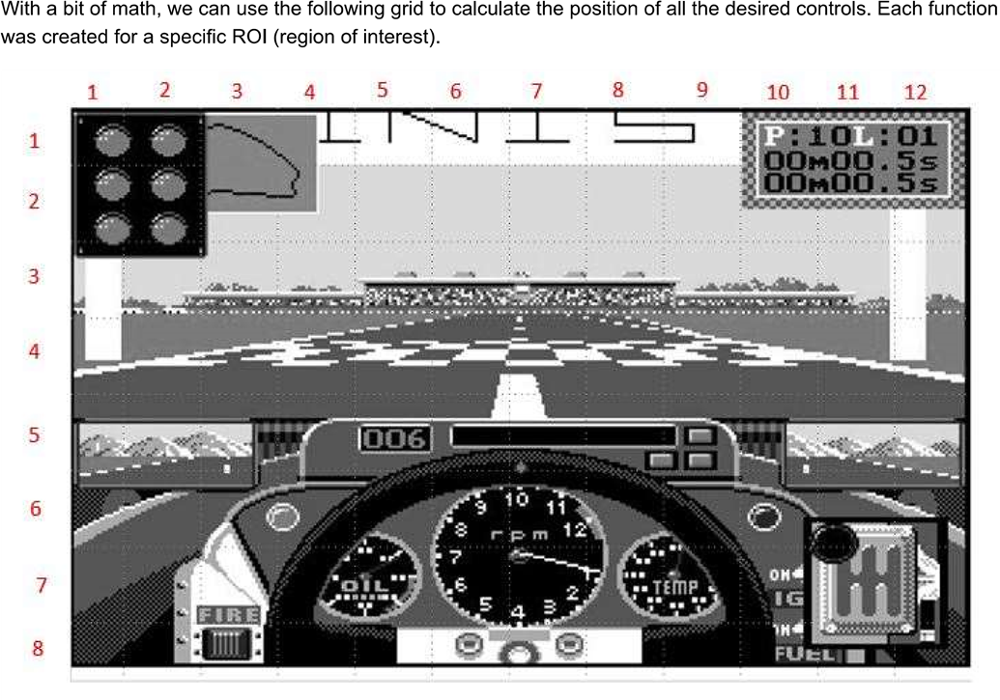 With a bit of math, we can use the following grid to calculate the position of all the desired controls. Each function
was created for a specific ROI (region of interest).
1 2 3 4 5 6 7 8 9 10 11 12
1
P:10L:01
00m00.5s
00m00.5s
2
3
4
5
006
6
9 10 11
8 rpm 12
7
6 2
5 4 3
7
OIL
TEMP
ON
IG
FIRE
8
FUEL